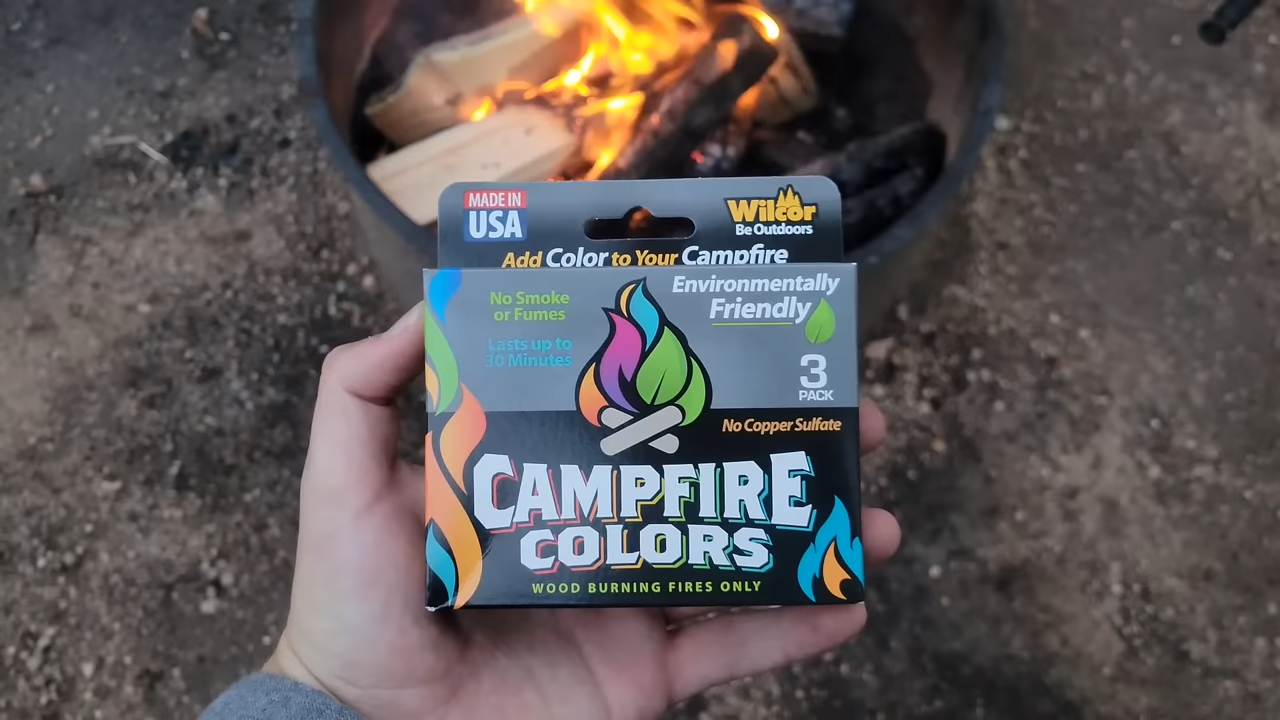 MADE IN
USA
Wilcor
Be Outdoors
Add Color to Your Campfire
No Smoke
or Fumes
Lasts up to
30 Minutes
Environmentally
Friendly
3
PACK
No Copper Sulfate
CAMPFIRE
COLORS
WOOD BURNING FIRES ONLY